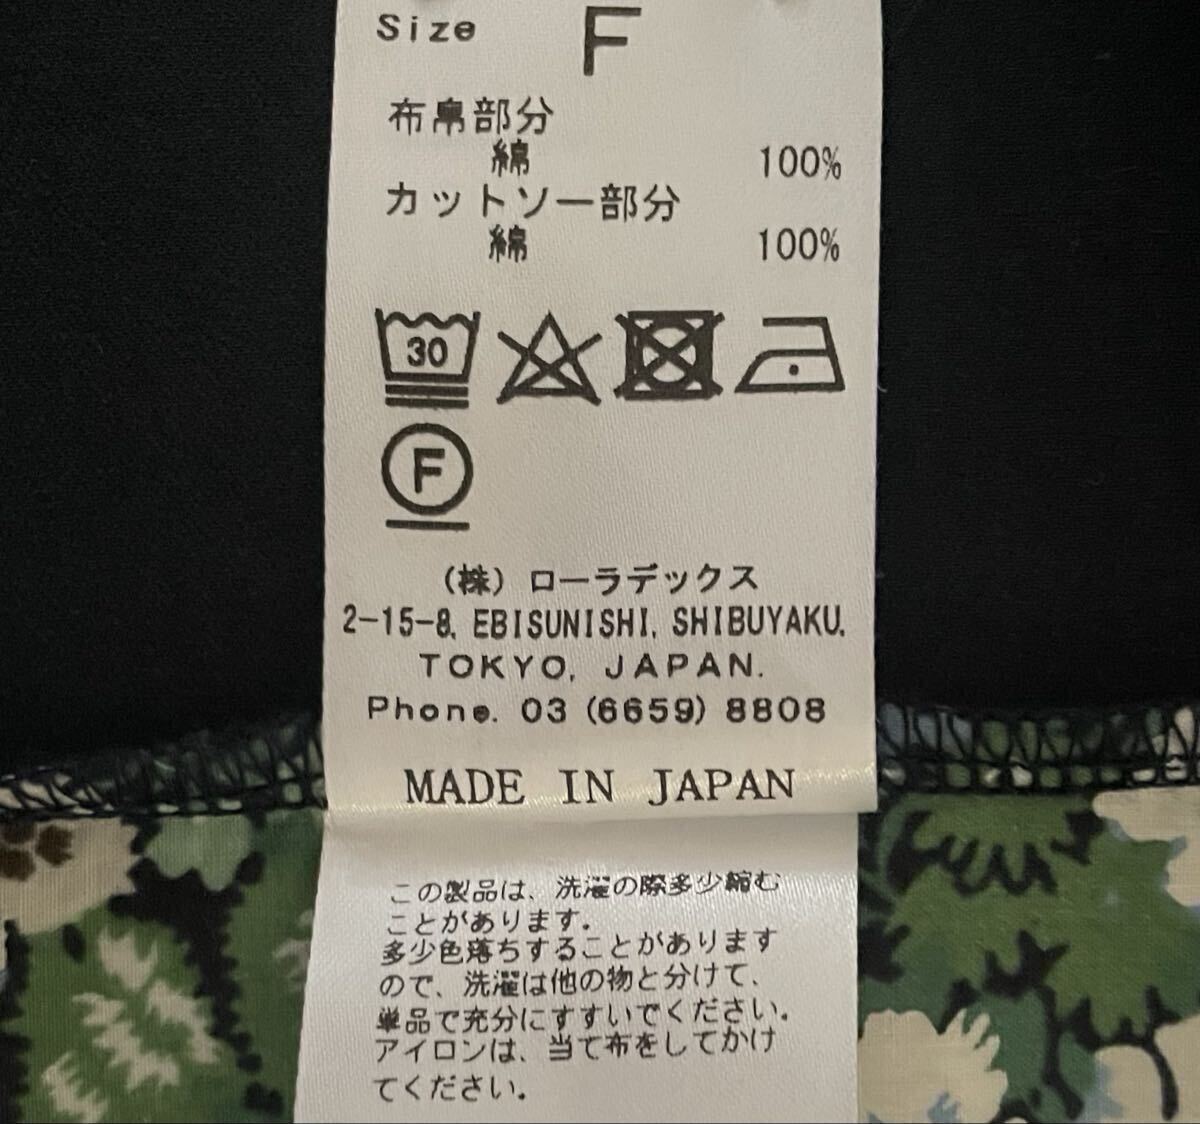 Size F
布帛部分
綿 100%
カットソー部分
綿 100%
30
F
(株) ローラデックス
2-15-8, EBISUNISHI, SHIBUYAKU,
TOKYO, JAPAN.
Phone. 03 (6659) 8808
MADE IN JAPAN
この製品は、洗濯の際多少縮む
ことがあります。
多少色落ちすることがあります
ので、洗濯は他の物と分けて、
単品で充分にすすいでください。
アイロンは、当て布をしてかけ
てください。